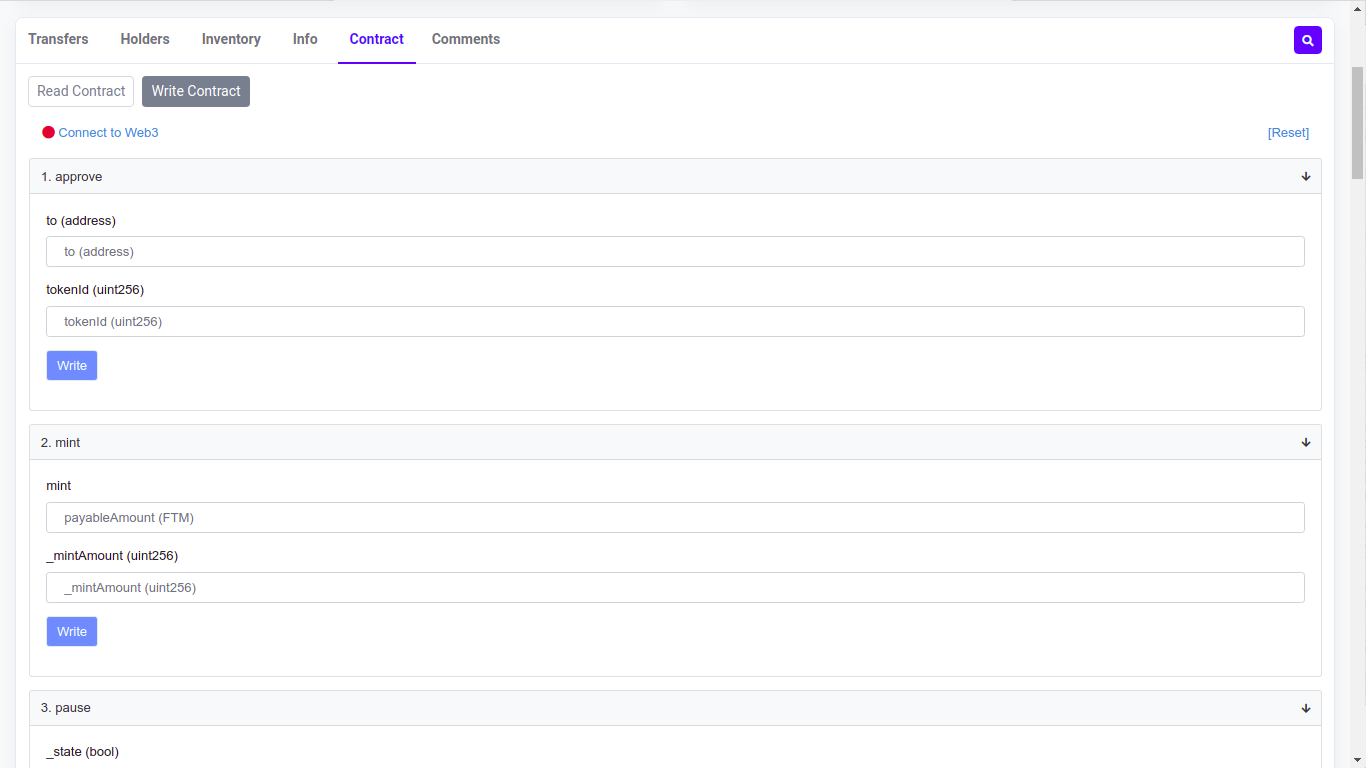 Transfers Holders Inventory Info Contract Comments
Read Contract Write Contract
Connect to Web3 [Reset]
1. approve
to (address)
to (address)
tokenId (uint256)
tokenId (uint256)
Write
2. mint
mint
payableAmount (FTM)
_mintAmount (uint256)
_mintAmount (uint256)
Write
3. pause
_state (bool)